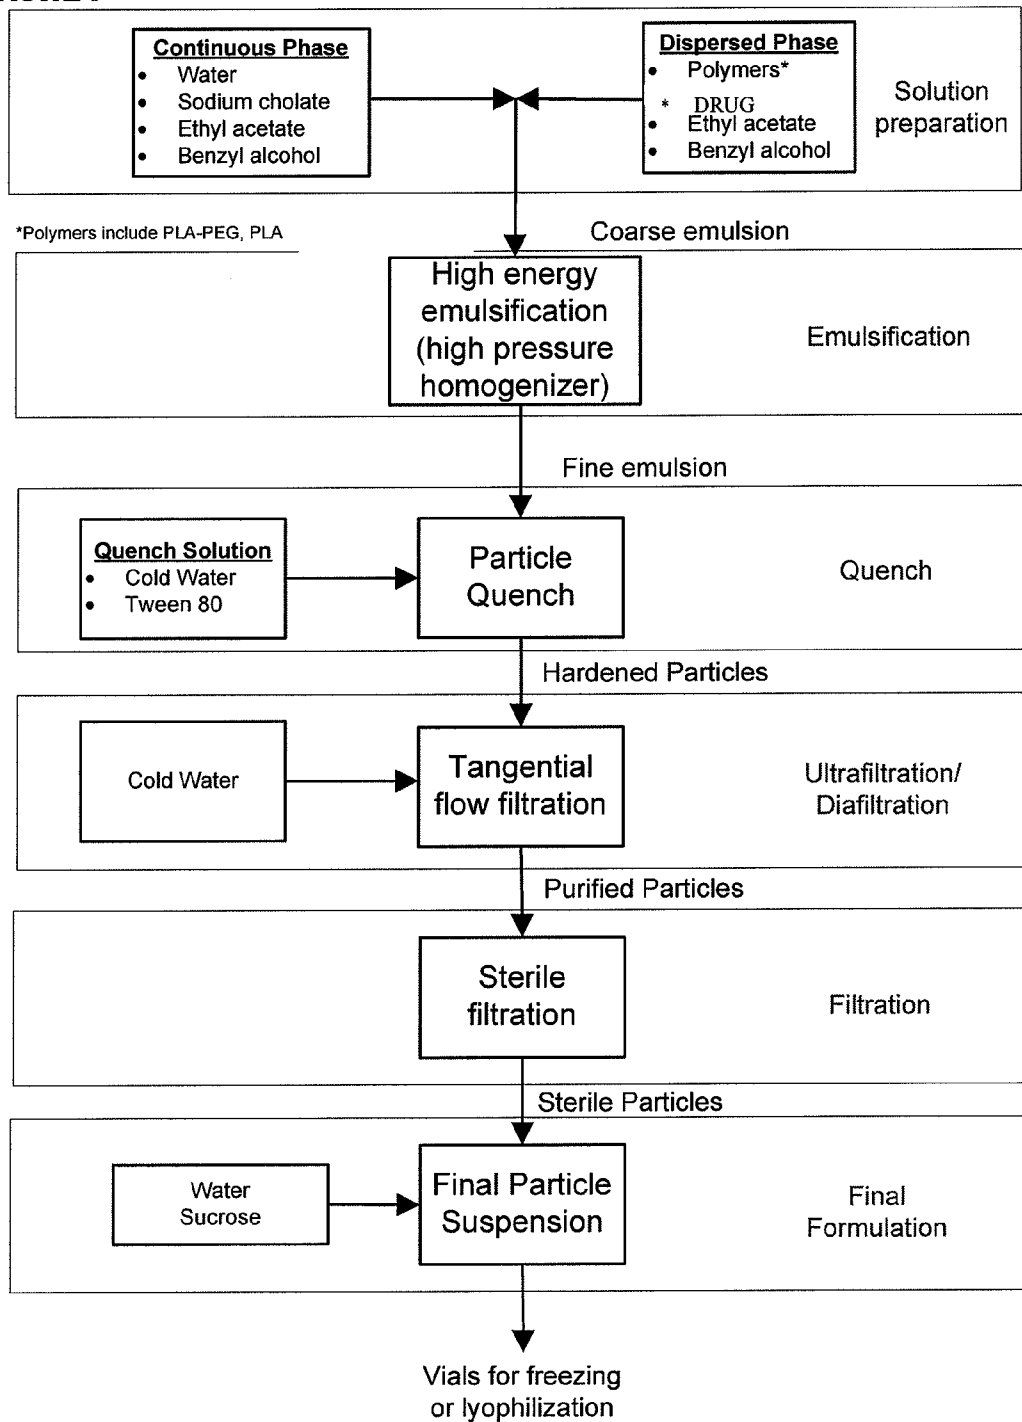 Continuous Phase
• Water
• Sodium cholate
• Ethyl acetate
• Benzyl alcohol
Dispersed Phase
• Polymers*
* DRUG
• Ethyl acetate
• Benzyl alcohol
Solution
preparation
*Polymers include PLA-PEG, PLA
Coarse emulsion
High energy
emulsification
(high pressure
homogenizer)
Emulsification
Fine emulsion
Quench Solution
• Cold Water
• Tween 80
Particle
Quench
Quench
Hardened Particles
Cold Water
Tangential
flow filtration
Ultrafiltration/
Diafiltration
Purified Particles
Sterile
filtration
Filtration
Sterile Particles
Water
Sucrose
Final Particle
Suspension
Final
Formulation
Vials for freezing
or lyophilization